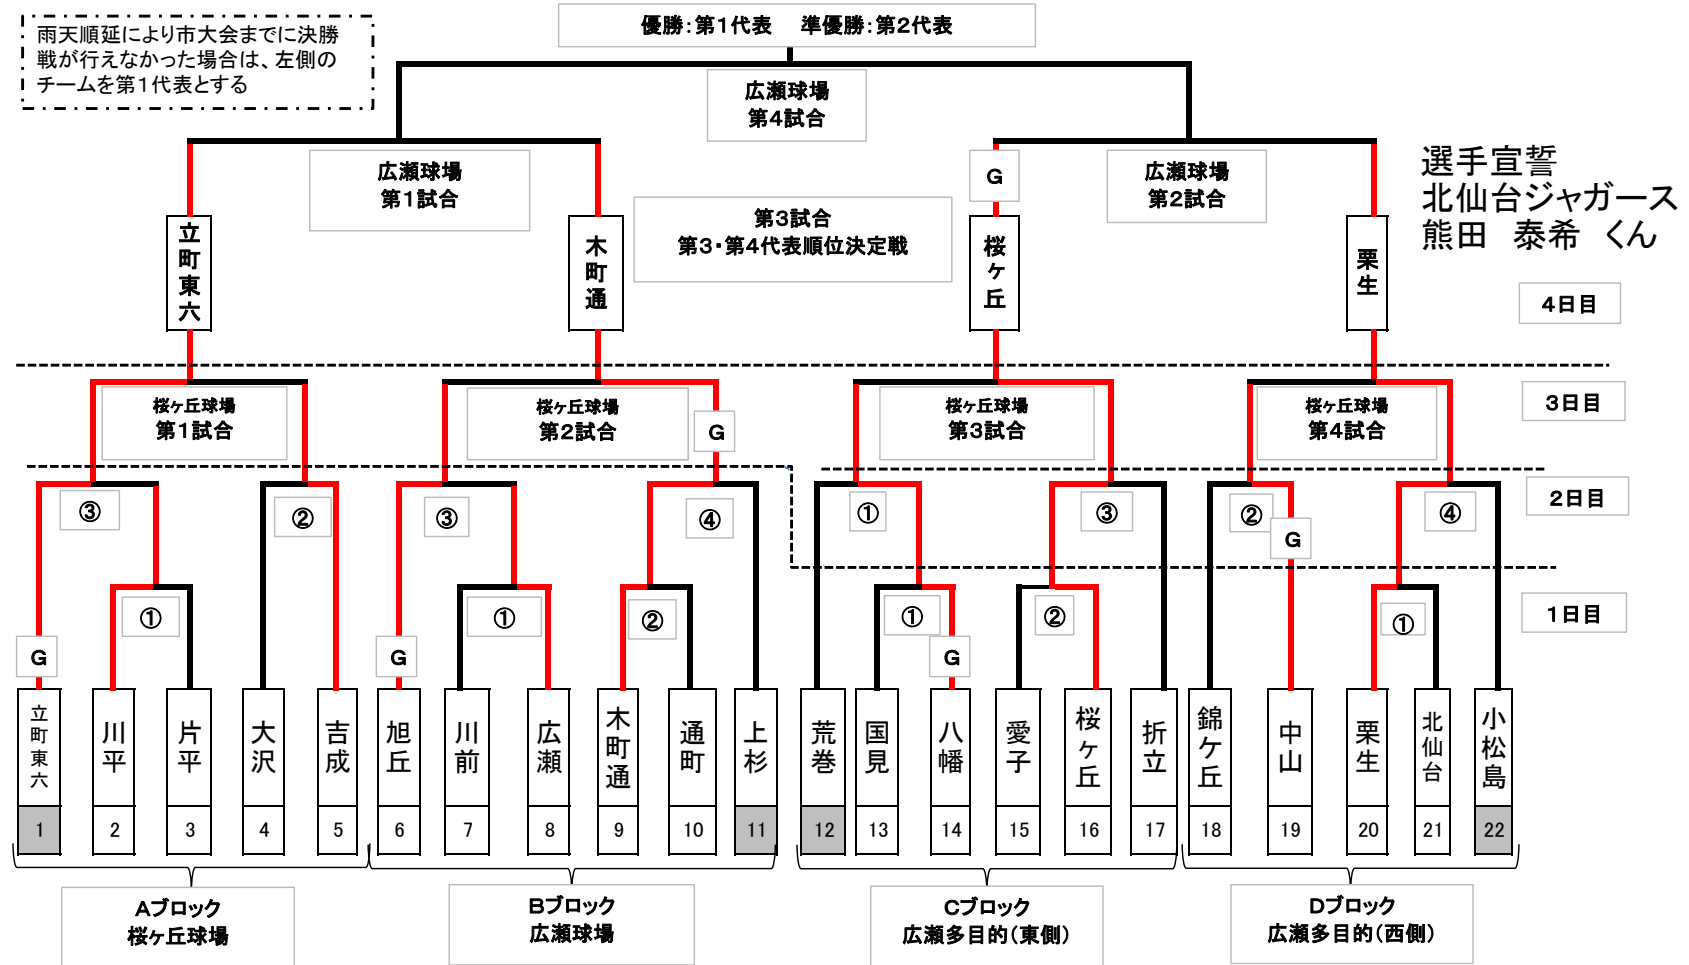 雨天順延により市大会までに決勝
戦が行えなかった場合は、左側の
チームを第1代表とする
優勝:第1代表　準優勝:第2代表
広瀬球場
第4試合
広瀬球場
第1試合
G
広瀬球場
第2試合
選手宣誓
北仙台ジャガース
熊田　泰希　くん
第3試合
第3・第4代表順位決定戦
立町東六
木町通
桜ヶ丘
栗生
4日目
桜ヶ丘球場
第1試合
桜ヶ丘球場
第2試合
G
桜ヶ丘球場
第3試合
桜ヶ丘球場
第4試合
3日目
③
②
③
④
①
③
②
G
④
2日目
①
①
②
①
②
①
1日目
G
G
G
立町東六
川平
片平
大沢
吉成
旭丘
川前
広瀬
木町通
通町
上杉
荒巻
国見
八幡
愛子
桜ヶ丘
折立
錦ケ丘
中山
栗生
北仙台
小松島
1
2
3
4
5
6
7
8
9
10
11
12
13
14
15
16
17
18
19
20
21
22
Aブロック
桜ヶ丘球場
Bブロック
広瀬球場
Cブロック
広瀬多目的(東側)
Dブロック
広瀬多目的(西側)